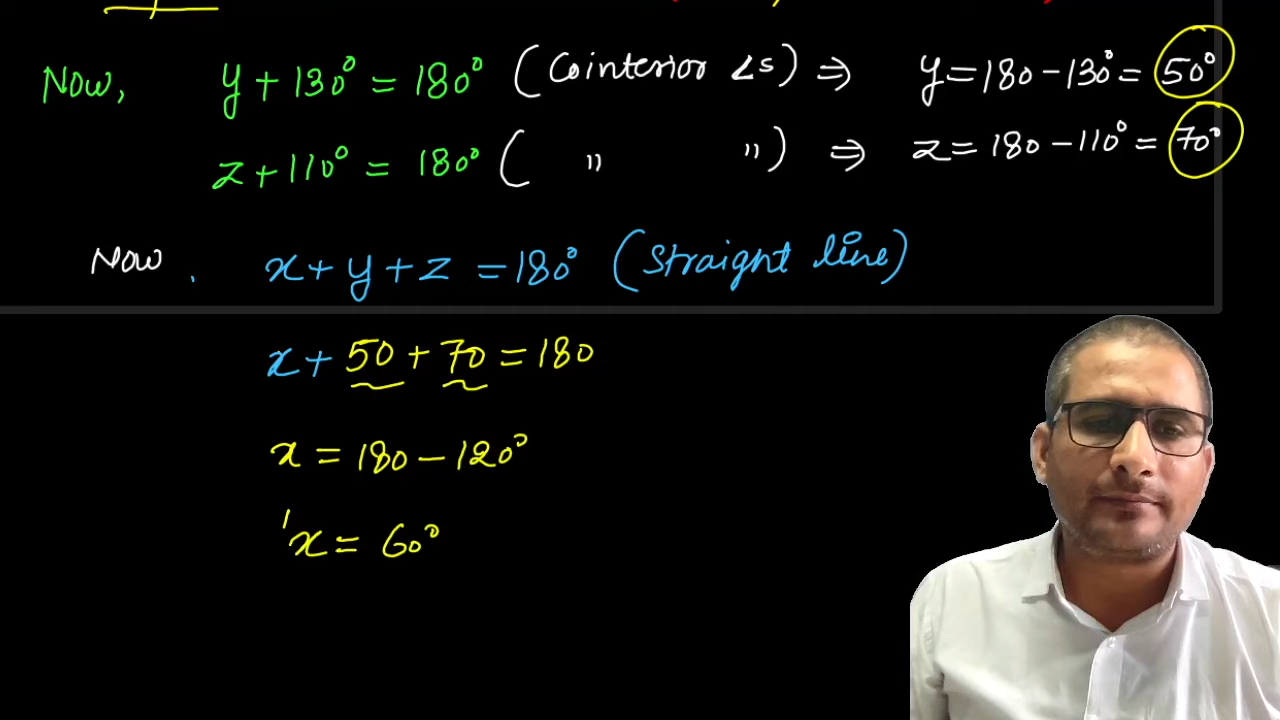 Now, y + 130° = 180° (Cointerior ∠s) ⇒ y = 180 - 130° = 50°
z + 110° = 180° ( " " ) ⇒ z = 180 - 110° = 70°
Now, x + y + z = 180° (Straight line)
x + 50 + 70 = 180
x = 180 - 120°
x = 60°